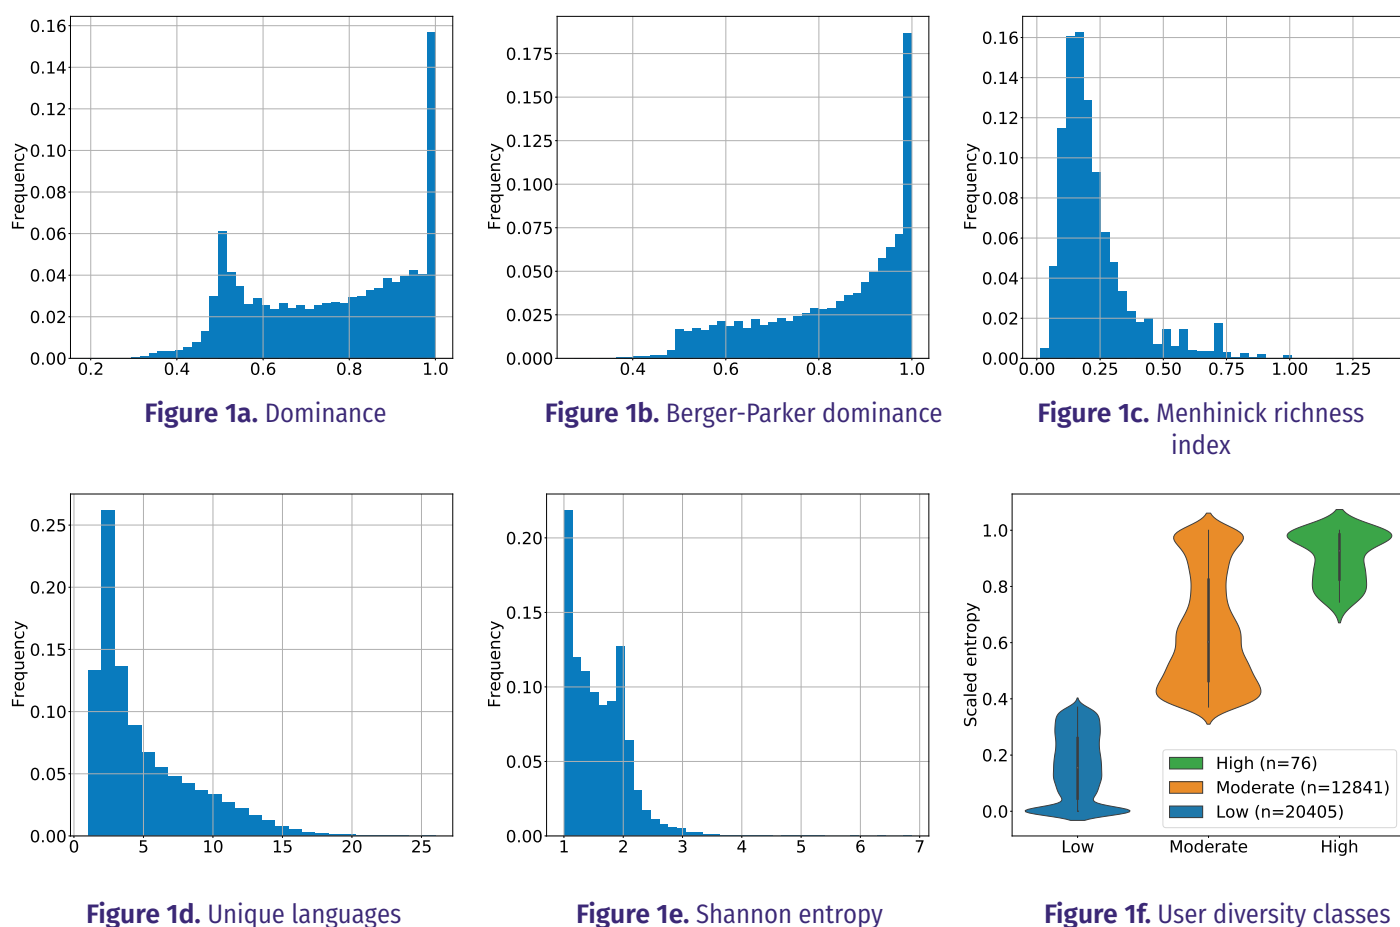 0.16
0.14
0.12
0.10
0.08
0.06
0.04
0.02
0.00
Frequency
0.2 0.4 0.6 0.8 1.0
Figure 1a. Dominance
0.175
0.150
0.125
0.100
0.075
0.050
0.025
0.000
Frequency
0.4 0.6 0.8 1.0
Figure 1b. Berger-Parker dominance
0.16
0.14
0.12
0.10
0.08
0.06
0.04
0.02
0.00
Frequency
0.00 0.25 0.50 0.75 1.00 1.25
Figure 1c. Menhinick richness
index
0.25
0.20
0.15
0.10
0.05
0.00
Frequency
0 5 10 15 20 25
Figure 1d. Unique languages
0.20
0.15
0.10
0.05
0.00
Frequency
1 2 3 4 5 6 7
Figure 1e. Shannon entropy
1.0
0.8
0.6
0.4
0.2
0.0
Scaled entropy
High (n=76)
Moderate (n=12841)
Low (n=20405)
Low Moderate High
Figure 1f. User diversity classes